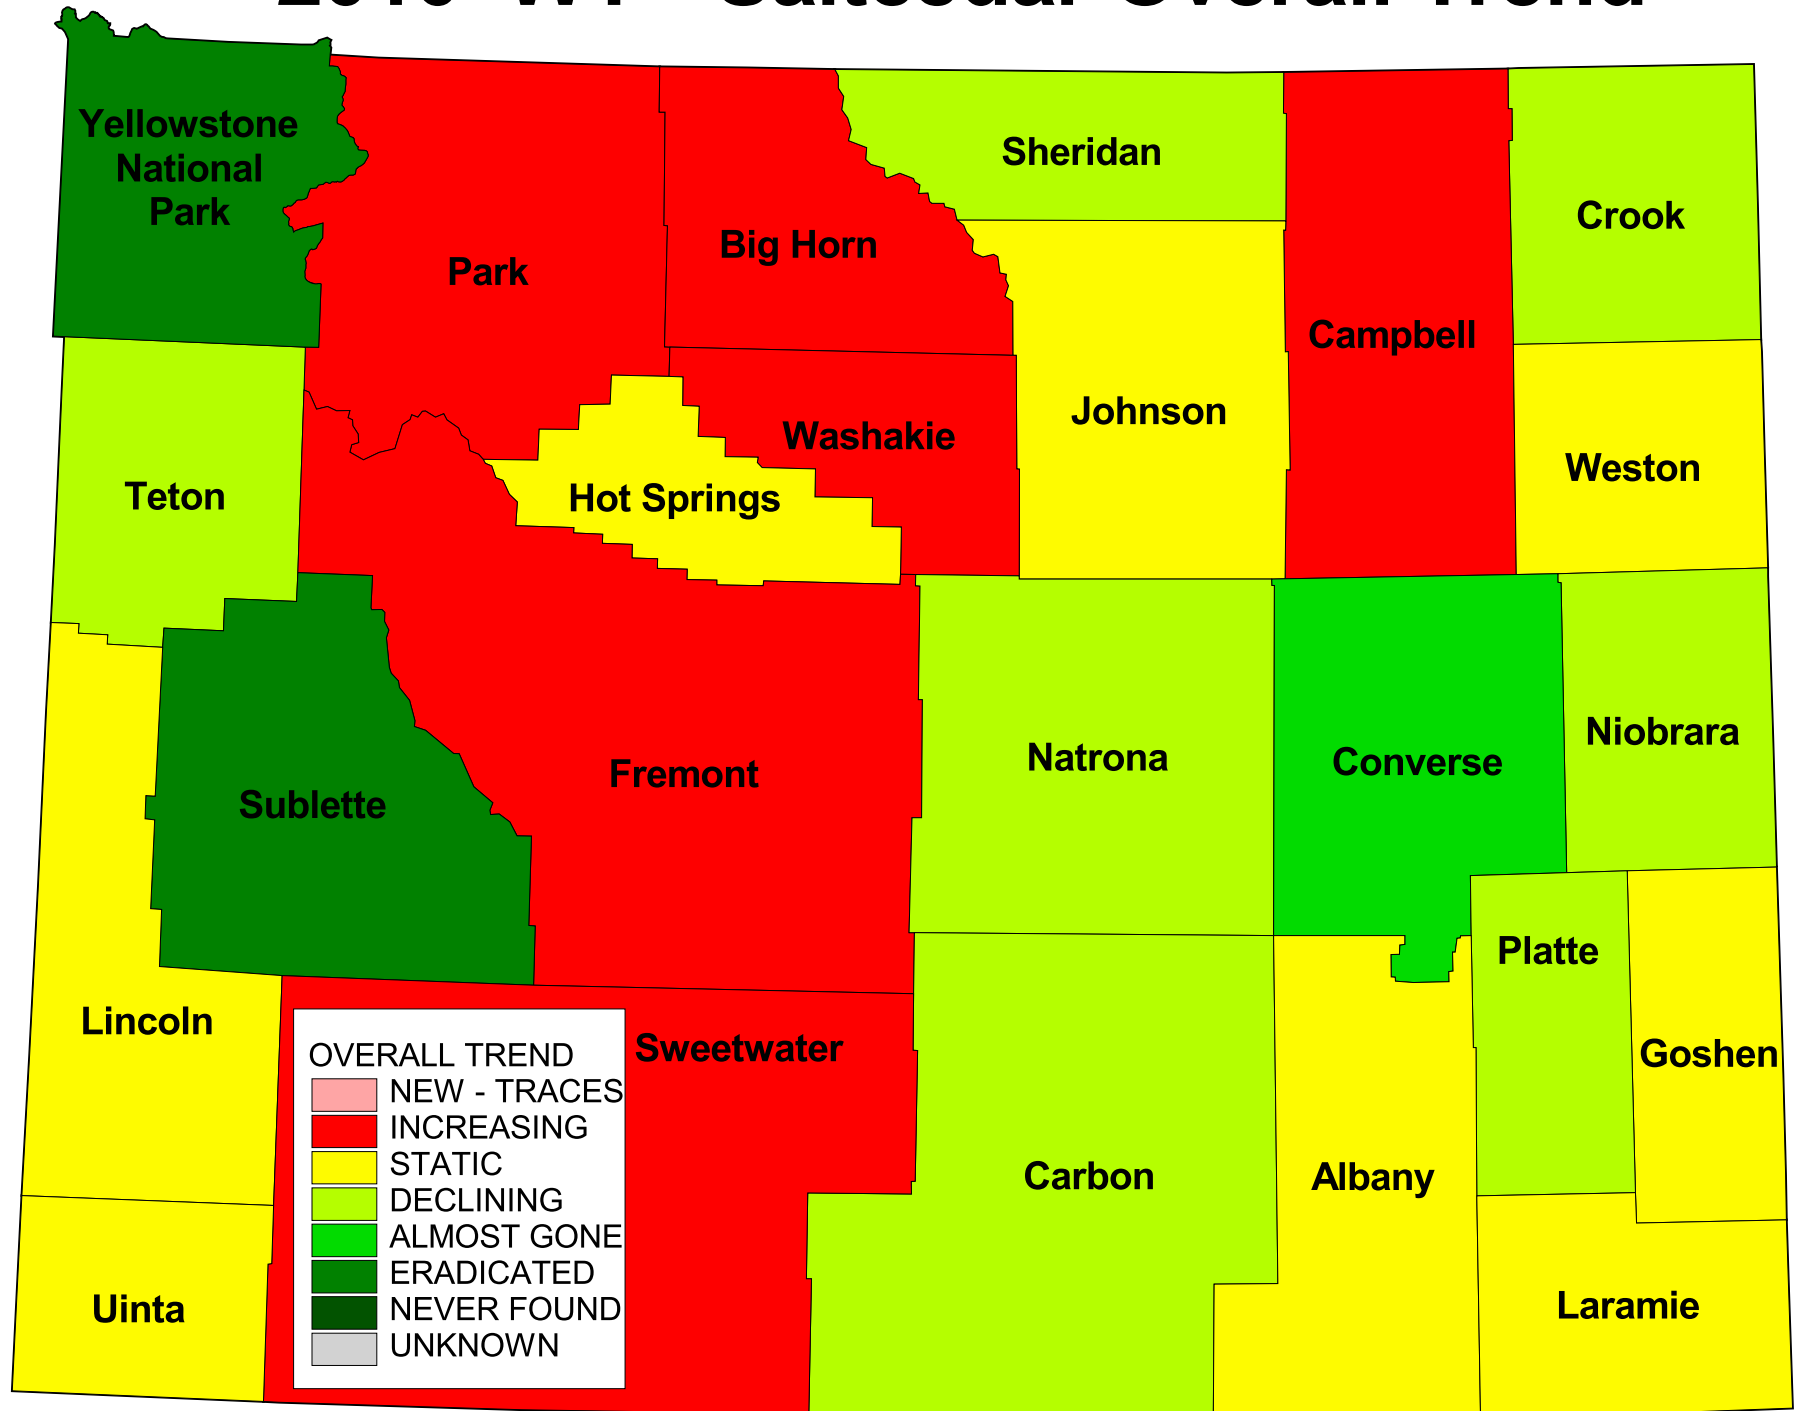 Yellowstone
National
Park
Park
Big Horn
Sheridan
Campbell
Crook
Johnson
Washakie
Weston
Teton
Hot Springs
Sublette
Fremont
Natrona
Converse
Niobrara
Platte
Lincoln
Sweetwater
Goshen
Carbon
Albany
Uinta
Laramie
OVERALL TREND
NEW - TRACES
INCREASING
STATIC
DECLINING
ALMOST GONE
ERADICATED
NEVER FOUND
UNKNOWN